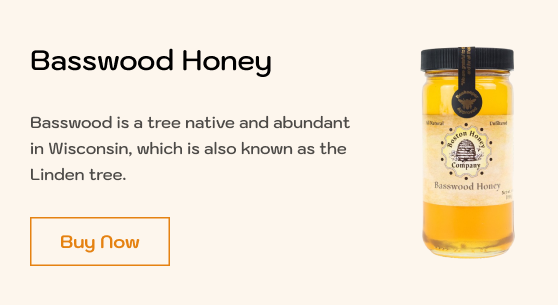 Basswood Honey
Basswood is a tree native and abundant
in Wisconsin, which is also known as the
Linden tree.
Buy Now
Boston Honey
Company
Basswood Honey